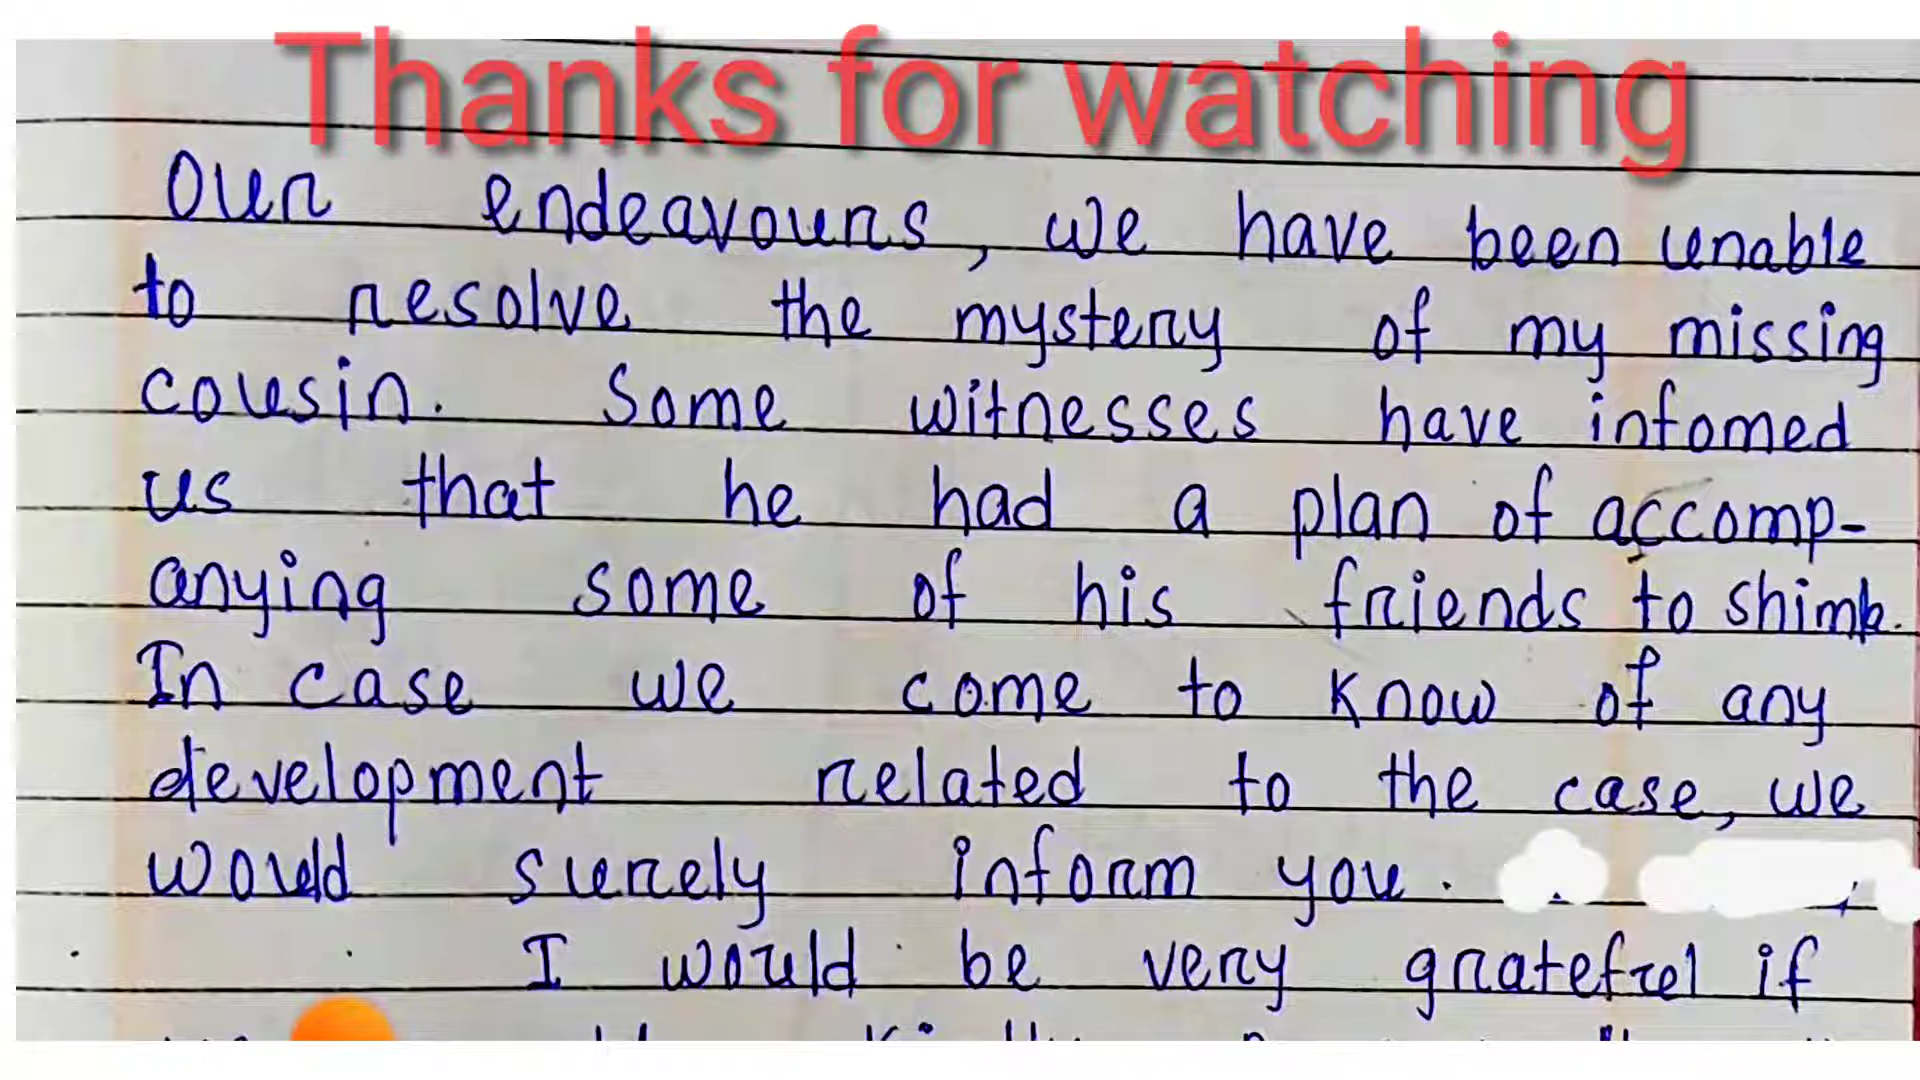 Thanks for watching
Our endeavours, we have been unable
to resolve the mystery of my missing
cousin. Some witnesses have infomed
us that he had a plan of accomp-
anying some of his friends to shimla.
In case we come to know of any
development related to the case, we
would surely inform you.
I would be very grateful if